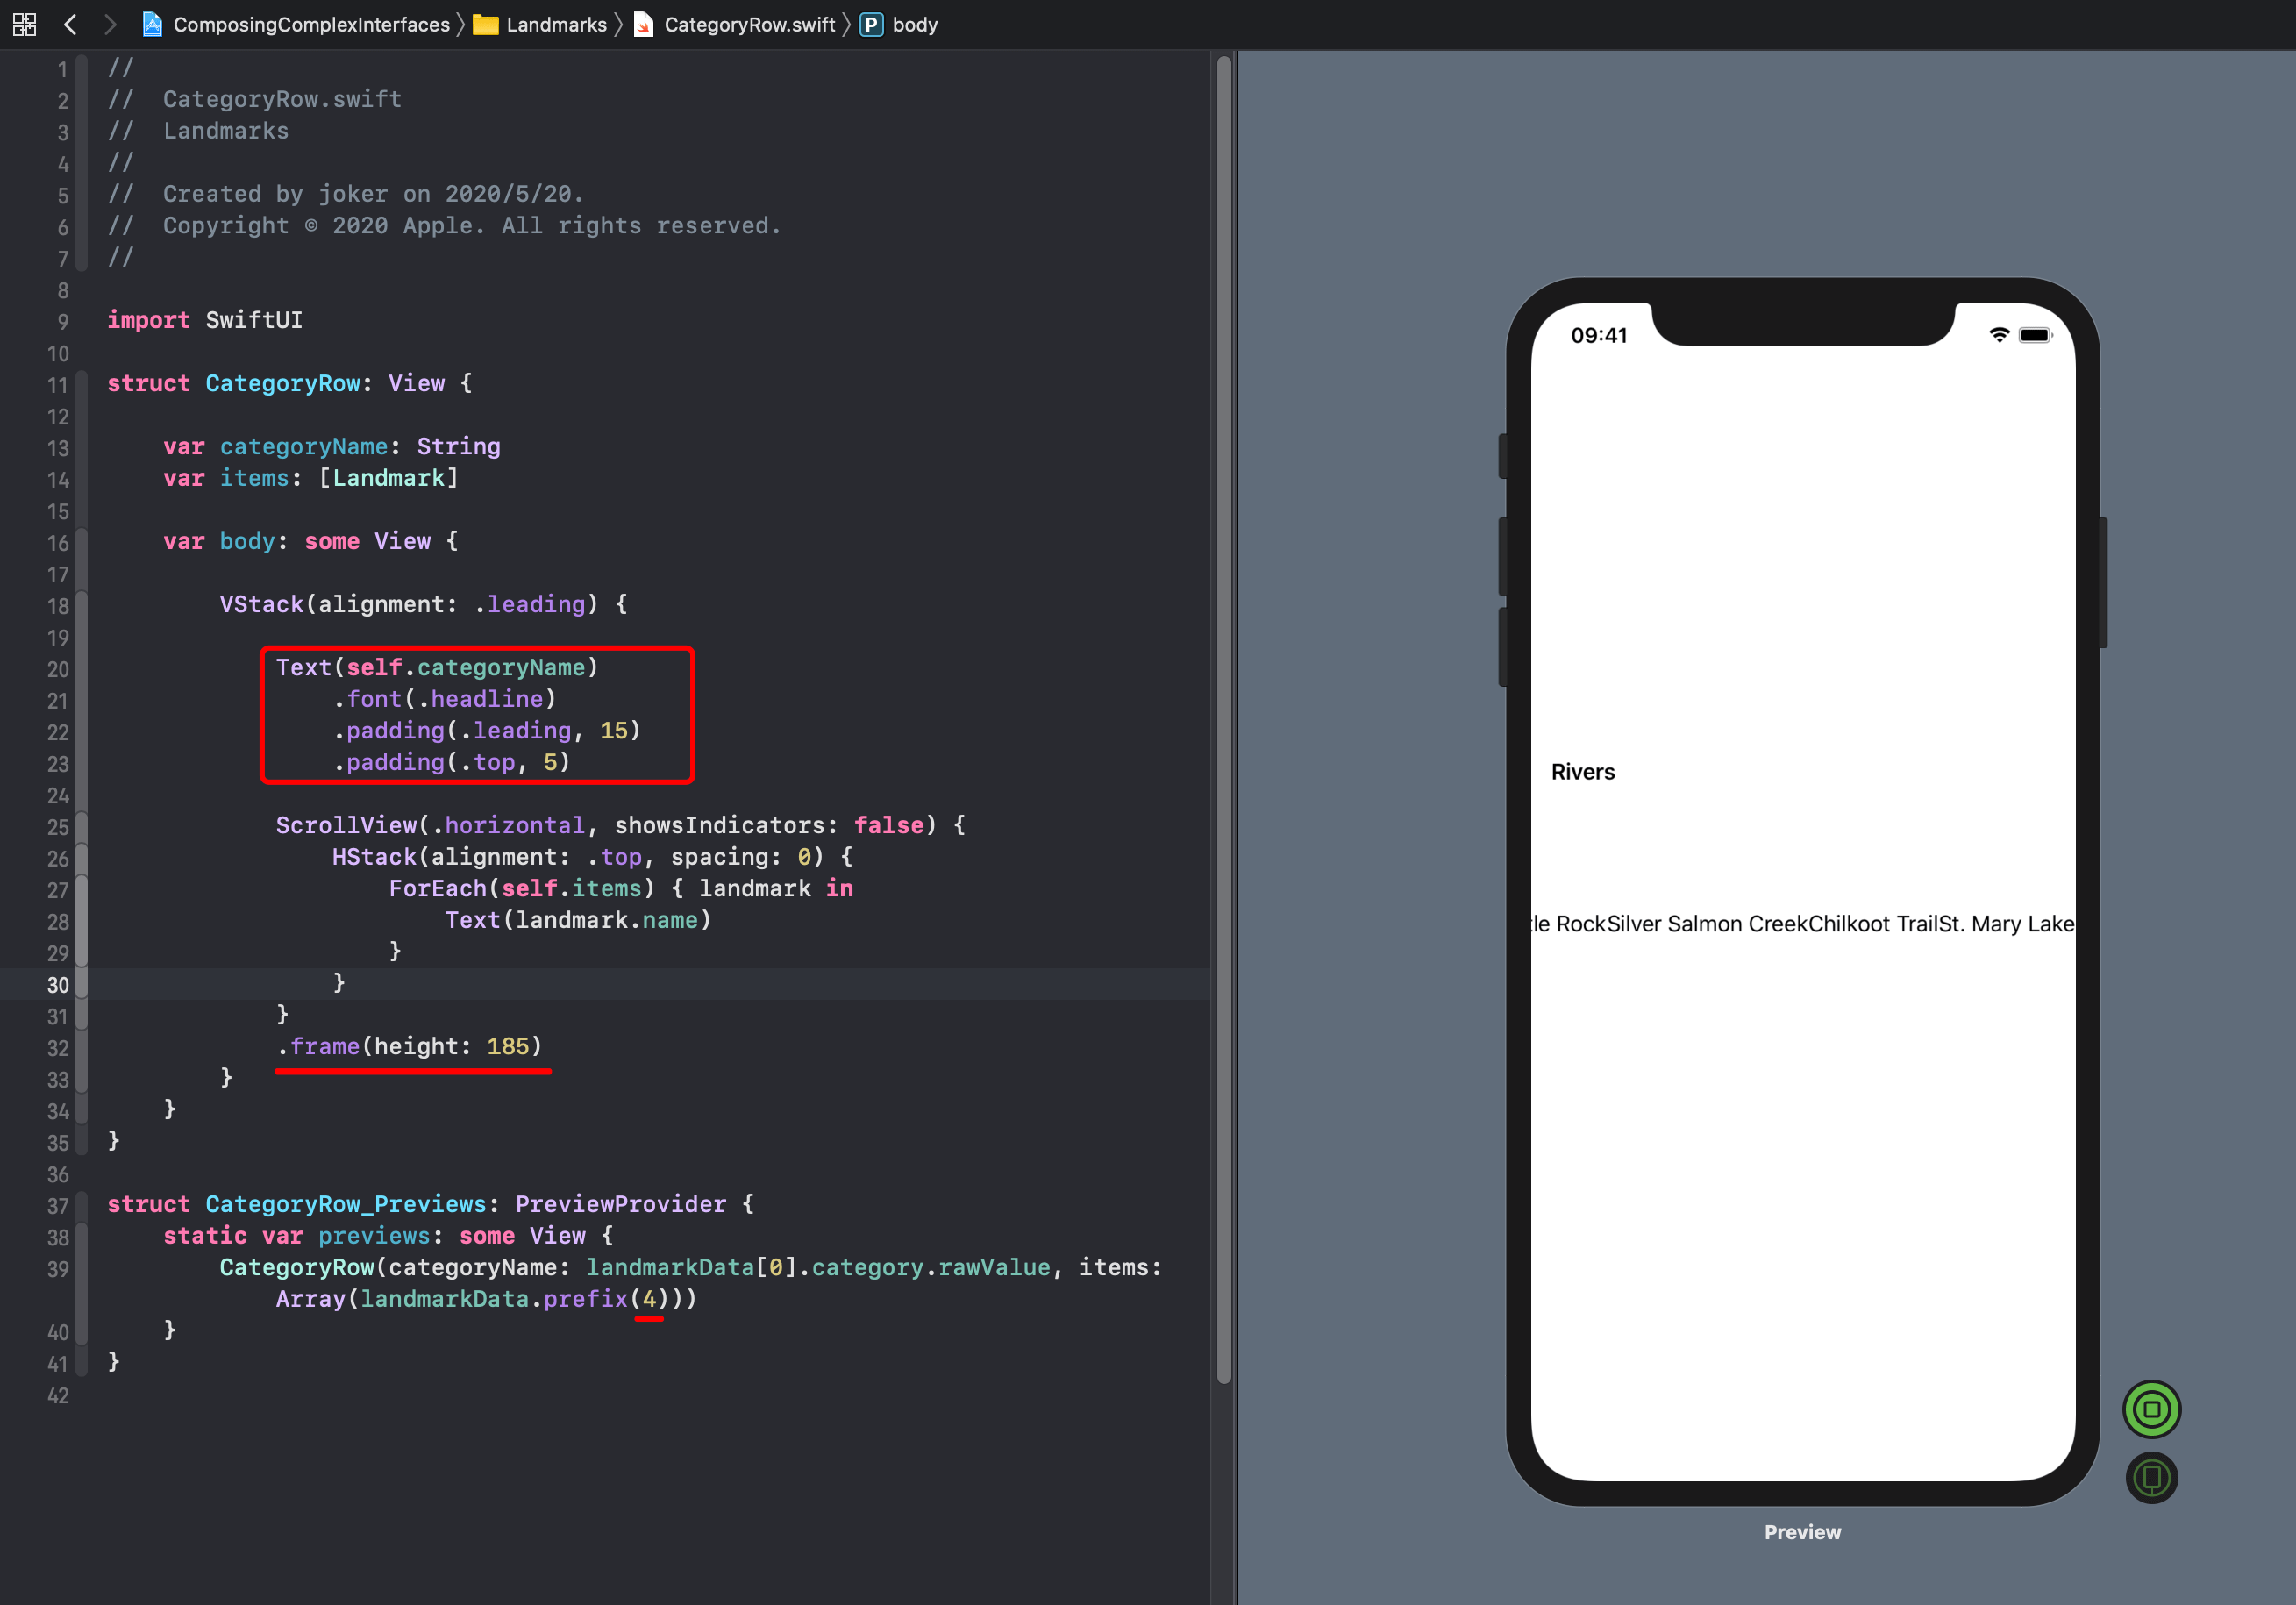 ComposingComplexInterfaces 〉 Landmarks 〉 CategoryRow.swift 〉 P body
1 //
2 //  CategoryRow.swift
3 //  Landmarks
4 //
5 //  Created by joker on 2020/5/20.
6 //  Copyright © 2020 Apple. All rights reserved.
7 //
8
9 import SwiftUI
10
11 struct CategoryRow: View {
12
13     var categoryName: String
14     var items: [Landmark]
15
16     var body: some View {
17
18         VStack(alignment: .leading) {
19
20             Text(self.categoryName)
21                 .font(.headline)
22                 .padding(.leading, 15)
23                 .padding(.top, 5)
24
25             ScrollView(.horizontal, showsIndicators: false) {
26                 HStack(alignment: .top, spacing: 0) {
27                     ForEach(self.items) { landmark in
28                         Text(landmark.name)
29                     }
30                 }
31             }
32             .frame(height: 185)
33         }
34     }
35 }
36
37 struct CategoryRow_Previews: PreviewProvider {
38     static var previews: some View {
39         CategoryRow(categoryName: landmarkData[0].category.rawValue, items:
            Array(landmarkData.prefix(4)))
40     }
41 }
42
09:41
Rivers
le RockSilver Salmon CreekChilkoot TrailSt. Mary Lake
Preview